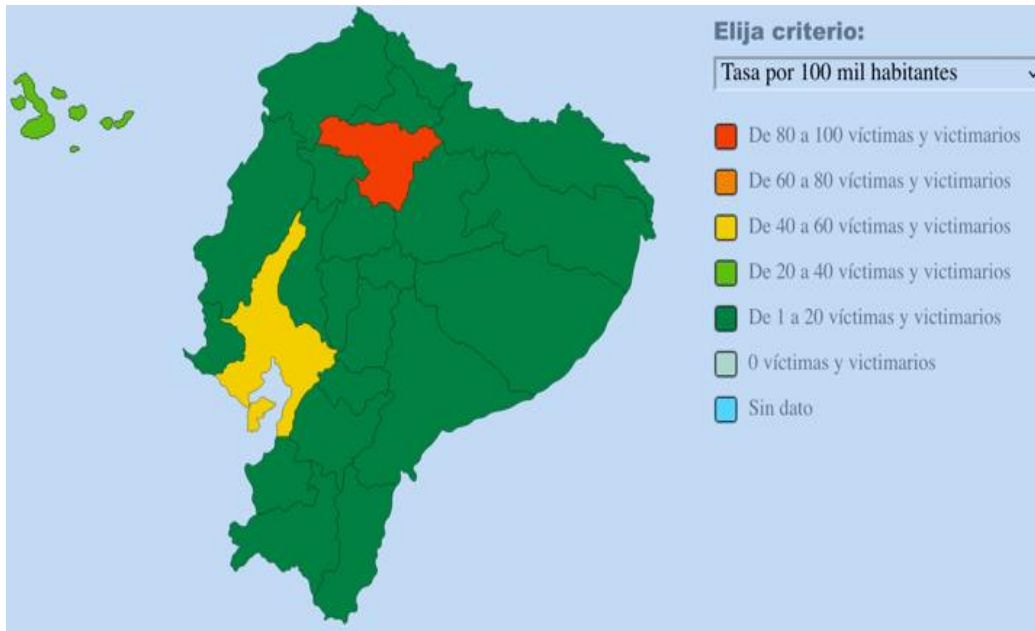 Elija criterio:
Tasa por 100 mil habitantes
De 80 a 100 víctimas y victimarios
De 60 a 80 víctimas y victimarios
De 40 a 60 víctimas y victimarios
De 20 a 40 víctimas y victimarios
De 1 a 20 víctimas y victimarios
0 víctimas y victimarios
Sin dato